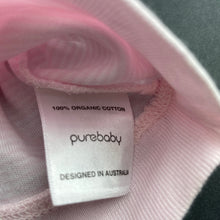 100% ORGANIC COTTON
purebaby
DESIGNED IN AUSTRALIA